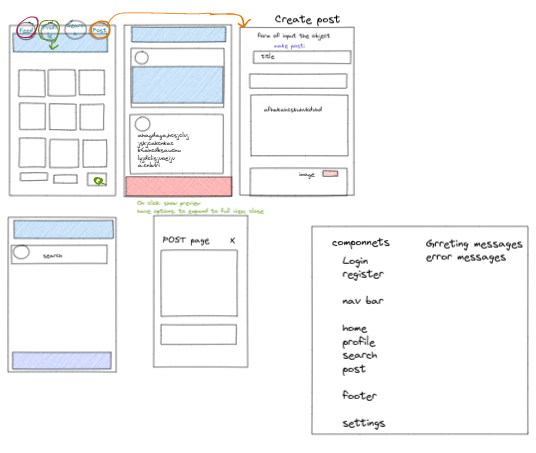 Feed
Search
Post
Create post
Form of input the object
make post:
title
image
On click: show preview
have options: to expand to full view, close
search
POST page
X
componnets
Grreting messages
Login
error messages
register
nav bar
home
profile
search
post
footer
settings